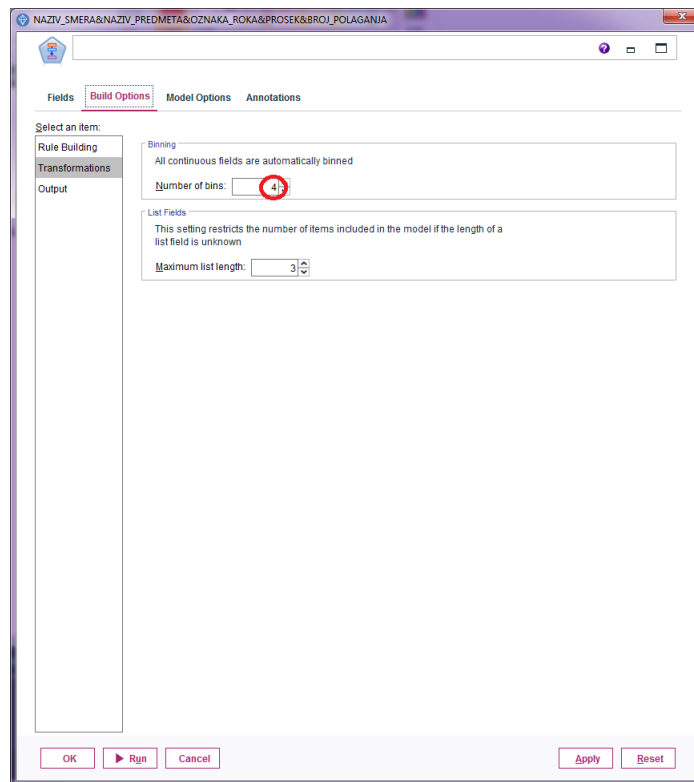 NAZIV_SMERA&NAZIV_PREDMETA&OZNAKA_ROKA&PROSEK&BROJ_POLAGANJA
Fields Build Options Model Options Annotations
Select an item:
Rule Building
Transformations
Output
Binning
All continuous fields are automatically binned
Number of bins: 4
List Fields
This setting restricts the number of items included in the model if the length of a
list field is unknown
Maximum list length: 3
OK Run Cancel Apply Reset